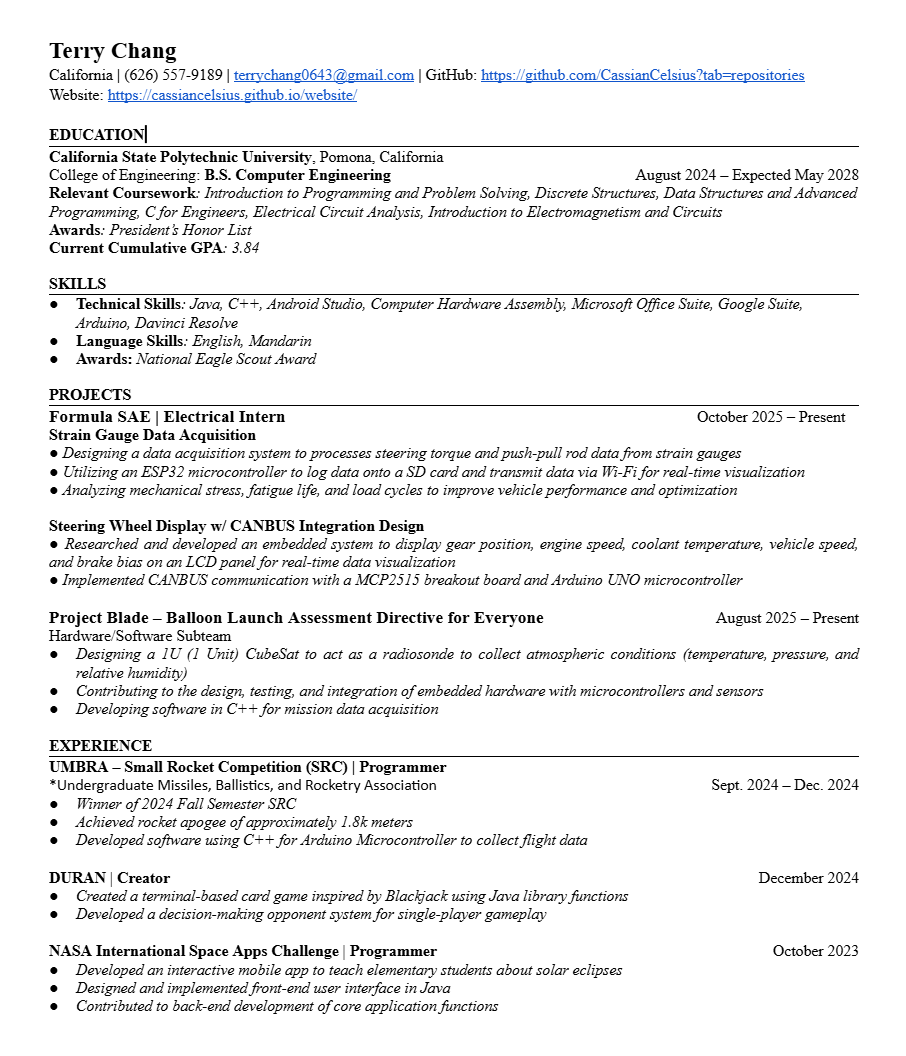 Terry Chang
California | (626) 557-9189 | terrychang0643@gmail.com | GitHub: https://github.com/CassianCelsius?tab=repositories
Website: https://cassiancelsius.github.io/website/
EDUCATION
California State Polytechnic University, Pomona, California
College of Engineering: B.S. Computer Engineering August 2024 – Expected May 2028
Relevant Coursework: Introduction to Programming and Problem Solving, Discrete Structures, Data Structures and Advanced
Programming, C for Engineers, Electrical Circuit Analysis, Introduction to Electromagnetism and Circuits
Awards: President's Honor List
Current Cumulative GPA: 3.84
SKILLS
● Technical Skills: Java, C++, Android Studio, Computer Hardware Assembly, Microsoft Office Suite, Google Suite,
Arduino, Davinci Resolve
● Language Skills: English, Mandarin
● Awards: National Eagle Scout Award
PROJECTS
Formula SAE | Electrical Intern October 2025 – Present
Strain Gauge Data Acquisition
● Designing a data acquisition system to processes steering torque and push-pull rod data from strain gauges
● Utilizing an ESP32 microcontroller to log data onto a SD card and transmit data via Wi-Fi for real-time visualization
● Analyzing mechanical stress, fatigue life, and load cycles to improve vehicle performance and optimization
Steering Wheel Display w/ CANBUS Integration Design
● Researched and developed an embedded system to display gear position, engine speed, coolant temperature, vehicle speed,
and brake bias on an LCD panel for real-time data visualization
● Implemented CANBUS communication with a MCP2515 breakout board and Arduino UNO microcontroller
Project Blade – Balloon Launch Assessment Directive for Everyone August 2025 – Present
Hardware/Software Subteam
● Designing a 1U (1 Unit) CubeSat to act as a radiosonde to collect atmospheric conditions (temperature, pressure, and
relative humidity)
● Contributing to the design, testing, and integration of embedded hardware with microcontrollers and sensors
● Developing software in C++ for mission data acquisition
EXPERIENCE
UMBRA – Small Rocket Competition (SRC) | Programmer
*Undergraduate Missiles, Ballistics, and Rocketry Association Sept. 2024 – Dec. 2024
● Winner of 2024 Fall Semester SRC
● Achieved rocket apogee of approximately 1.8k meters
● Developed software using C++ for Arduino Microcontroller to collect flight data
DURAN | Creator December 2024
● Created a terminal-based card game inspired by Blackjack using Java library functions
● Developed a decision-making opponent system for single-player gameplay
NASA International Space Apps Challenge | Programmer October 2023
● Developed an interactive mobile app to teach elementary students about solar eclipses
● Designed and implemented front-end user interface in Java
● Contributed to back-end development of core application functions